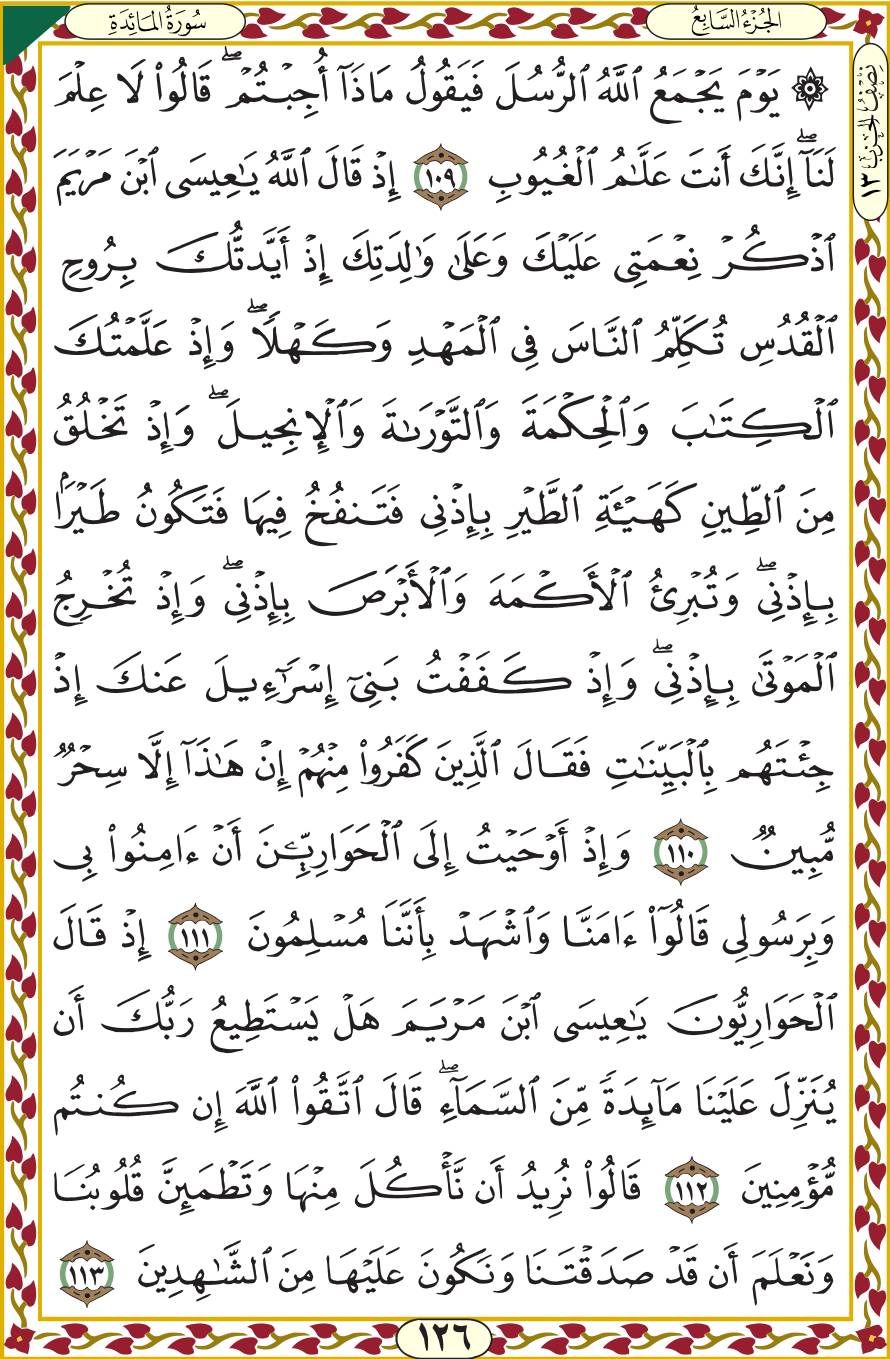 الجُزْءُ السَّابِعُ
سُورَةُ المَائدَةِ
نِصْفُ الحِزْبِ ١٣
۞ يَوۡمَ يَجۡمَعُ ٱللَّهُ ٱلرُّسُلَ فَيَقُولُ مَاذَآ أُجِبۡتُمۡۖ قَالُواْ لَا عِلۡمَ
لَنَآۖ إِنَّكَ أَنتَ عَلَّٰمُ ٱلۡغُيُوبِ ١٠٩ إِذۡ قَالَ ٱللَّهُ يَٰعِيسَى ٱبۡنَ مَرۡيَمَ
ٱذۡكُرۡ نِعۡمَتِي عَلَيۡكَ وَعَلَىٰ وَٰلِدَتِكَ إِذۡ أَيَّدتُّكَ بِرُوحِ
ٱلۡقُدُسِ تُكَلِّمُ ٱلنَّاسَ فِي ٱلۡمَهۡدِ وَكَهۡلٗاۖ وَإِذۡ عَلَّمۡتُكَ
ٱلۡكِتَٰبَ وَٱلۡحِكۡمَةَ وَٱلتَّوۡرَىٰةَ وَٱلۡإِنجِيلَۖ وَإِذۡ تَخۡلُقُ
مِنَ ٱلطِّينِ كَهَيۡـَٔةِ ٱلطَّيۡرِ بِإِذۡنِي فَتَنفُخُ فِيهَا فَتَكُونُ طَيۡرَۢا
بِإِذۡنِيۖ وَتُبۡرِئُ ٱلۡأَكۡمَهَ وَٱلۡأَبۡرَصَ بِإِذۡنِيۖ وَإِذۡ تُخۡرِجُ
ٱلۡمَوۡتَىٰ بِإِذۡنِيۖ وَإِذۡ كَفَفۡتُ بَنِيٓ إِسۡرَٰٓءِيلَ عَنكَ إِذۡ
جِئۡتَهُم بِٱلۡبَيِّنَٰتِ فَقَالَ ٱلَّذِينَ كَفَرُواْ مِنۡهُمۡ إِنۡ هَٰذَآ إِلَّا سِحۡرٞ
مُّبِينٞ ١١٠ وَإِذۡ أَوۡحَيۡتُ إِلَى ٱلۡحَوَارِيِّـۧنَ أَنۡ ءَامِنُواْ بِي
وَبِرَسُولِي قَالُوٓاْ ءَامَنَّا وَٱشۡهَدۡ بِأَنَّنَا مُسۡلِمُونَ ١١١ إِذۡ قَالَ
ٱلۡحَوَارِيُّونَ يَٰعِيسَى ٱبۡنَ مَرۡيَمَ هَلۡ يَسۡتَطِيعُ رَبُّكَ أَن
يُنَزِّلَ عَلَيۡنَا مَآئِدَةٗ مِّنَ ٱلسَّمَآءِۖ قَالَ ٱتَّقُواْ ٱللَّهَ إِن كُنتُم
مُّؤۡمِنِينَ ١١٢ قَالُواْ نُرِيدُ أَن نَّأۡكُلَ مِنۡهَا وَتَطۡمَئِنَّ قُلُوبُنَا
وَنَعۡلَمَ أَن قَدۡ صَدَقۡتَنَا وَنَكُونَ عَلَيۡهَا مِنَ ٱلشَّٰهِدِينَ ١١٣
١٢٦